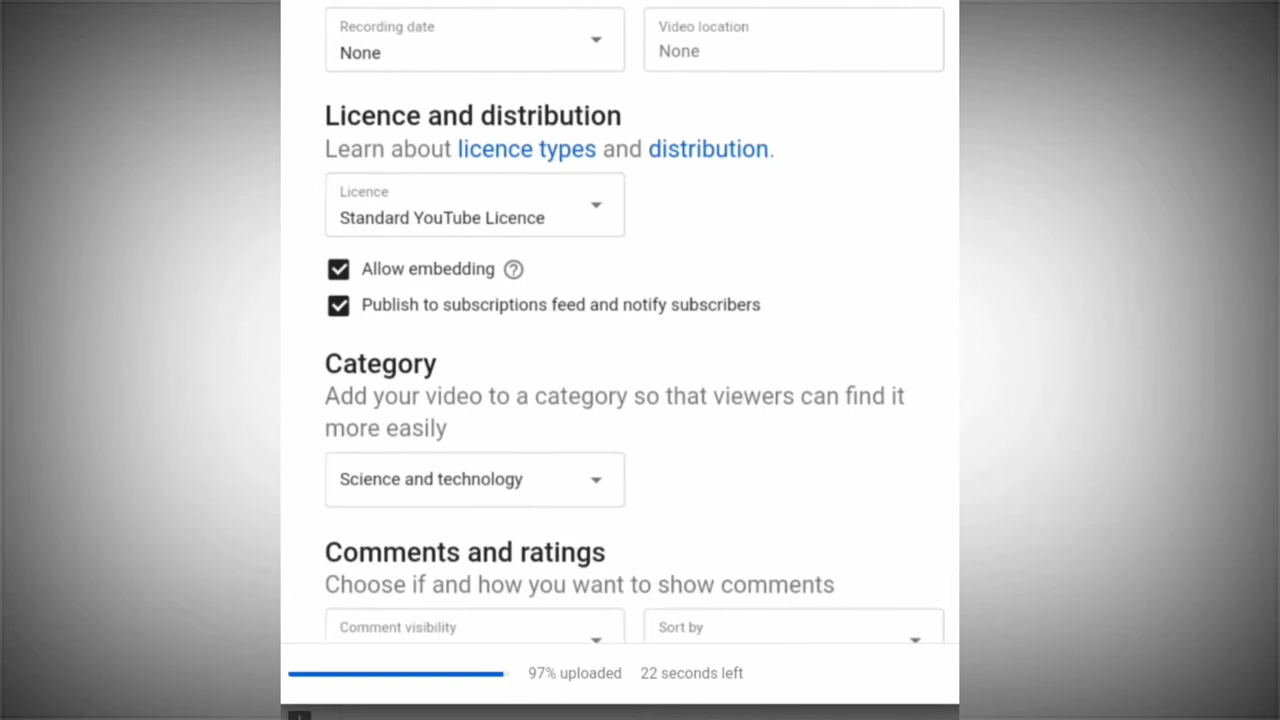 Recording date
None
Video location
None
Licence and distribution
Learn about licence types and distribution.
Licence
Standard YouTube Licence
Allow embedding
Publish to subscriptions feed and notify subscribers
Category
Add your video to a category so that viewers can find it
more easily
Science and technology
Comments and ratings
Choose if and how you want to show comments
Comment visibility
Sort by
97% uploaded 22 seconds left